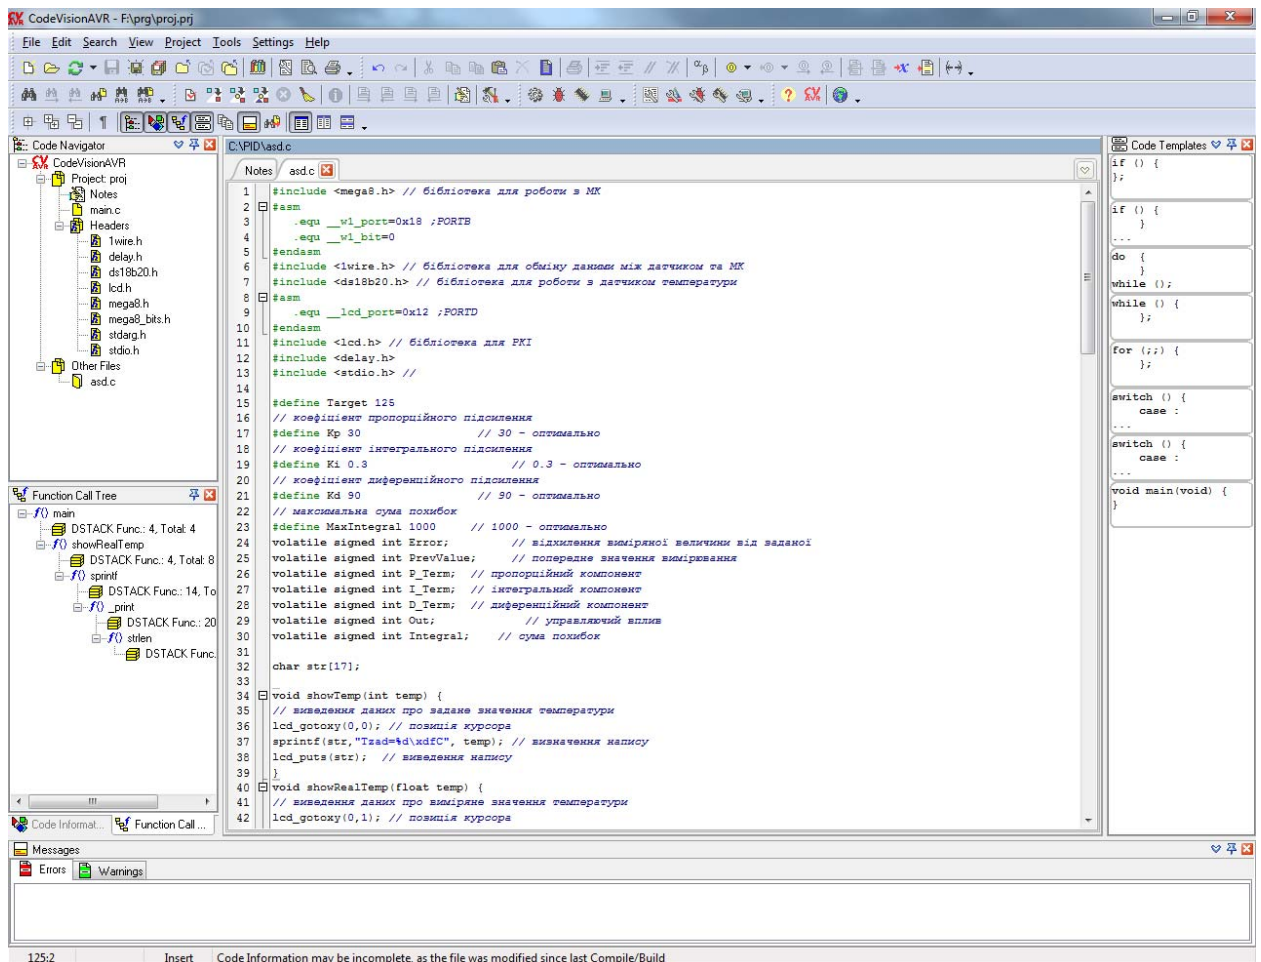 CodeVisionAVR - F:\prg\proj.prj
File Edit Search View Project Tools Settings Help
Code Navigator
CodeVisionAVR
Project: proj
Notes
main.c
Headers
1wire.h
delay.h
ds18b20.h
lcd.h
mega8.h
mega8_bits.h
stdarg.h
stdio.h
Other Files
asd.c
Function Call Tree
main
DSTACK Func.: 4, Total: 4
showRealTemp
DSTACK Func.: 4, Total: 8
sprintf
DSTACK Func.: 14, To
_print
DSTACK Func.: 20
strlen
DSTACK Func.
Code Informat...
Function Call ...
C:\PID\asd.c
Notes asd.c
1 #include <mega8.h> // бібліотека для роботи з МК
2 #asm
3 .equ __w1_port=0x18 ;PORTB
4 .equ __w1_bit=0
5 #endasm
6 #include <1wire.h> // бібліотека для обміну даними між датчиком та МК
7 #include <ds18b20.h> // бібліотека для роботи з датчиком температури
8 #asm
9 .equ __lcd_port=0x12 ;PORTD
10 #endasm
11 #include <lcd.h> // бібліотека для РКІ
12 #include <delay.h>
13 #include <stdio.h> //
14
15 #define Target 125
16 // коефіцієнт пропорційного підсилення
17 #define Kp 30 // 30 - оптимально
18 // коефіцієнт інтегрального підсилення
19 #define Ki 0.3 // 0.3 - оптимально
20 // коефіцієнт диференційного підсилення
21 #define Kd 90 // 90 - оптимально
22 // максимальна сума похибок
23 #define MaxIntegral 1000 // 1000 - оптимально
24 volatile signed int Error; // відхилення виміряної величини від заданої
25 volatile signed int PrevValue; // попереднє значення вимірювання
26 volatile signed int P_Term; // пропорційний компонент
27 volatile signed int I_Term; // інтегральний компонент
28 volatile signed int D_Term; // диференційний компонент
29 volatile signed int Out; // управляючий вплив
30 volatile signed int Integral; // сума похибок
31
32 char str[17];
33
34 void showTemp(int temp) {
35 // виведення даних про задане значення температури
36 lcd_gotoxy(0,0); // позиція курсора
37 sprintf(str,"Tzad=%d\xdfC", temp); // визначення напису
38 lcd_puts(str); // виведення напису
39 }
40 void showRealTemp(float temp) {
41 // виведення даних про виміряне значення температури
42 lcd_gotoxy(0,1); // позиція курсора
Code Templates
if () {
};
if () {
}
...
do {
}
while ();
while () {
};
for (;;) {
};
switch () {
case :
...
switch () {
case :
...
void main(void) {
}
Messages
Errors Warnings
125:2 Insert Code Information may be incomplete, as the file was modified since last Compile/Build